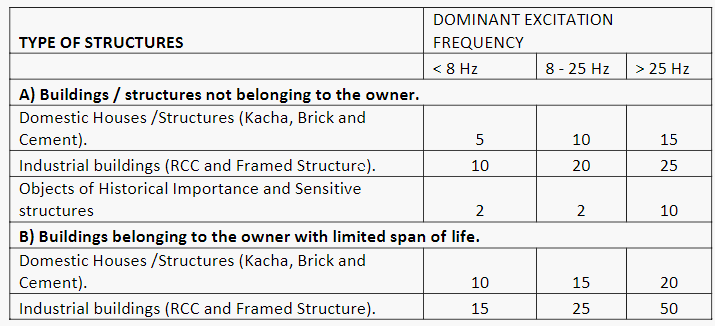 DOMINANT EXCITATION
TYPE OF STRUCTURES FREQUENCY
< 8 Hz 8 - 25 Hz > 25 Hz
A) Buildings / structures not belonging to the owner.
Domestic Houses /Structures (Kacha, Brick and
Cement). 5 10 15
Industrial buildings (RCC and Framed Structure). 10 20 25
Objects of Historical Importance and Sensitive
structures 2 2 10
B) Buildings belonging to the owner with limited span of life.
Domestic Houses /Structures (Kacha, Brick and
Cement). 10 15 20
Industrial buildings (RCC and Framed Structure). 15 25 50